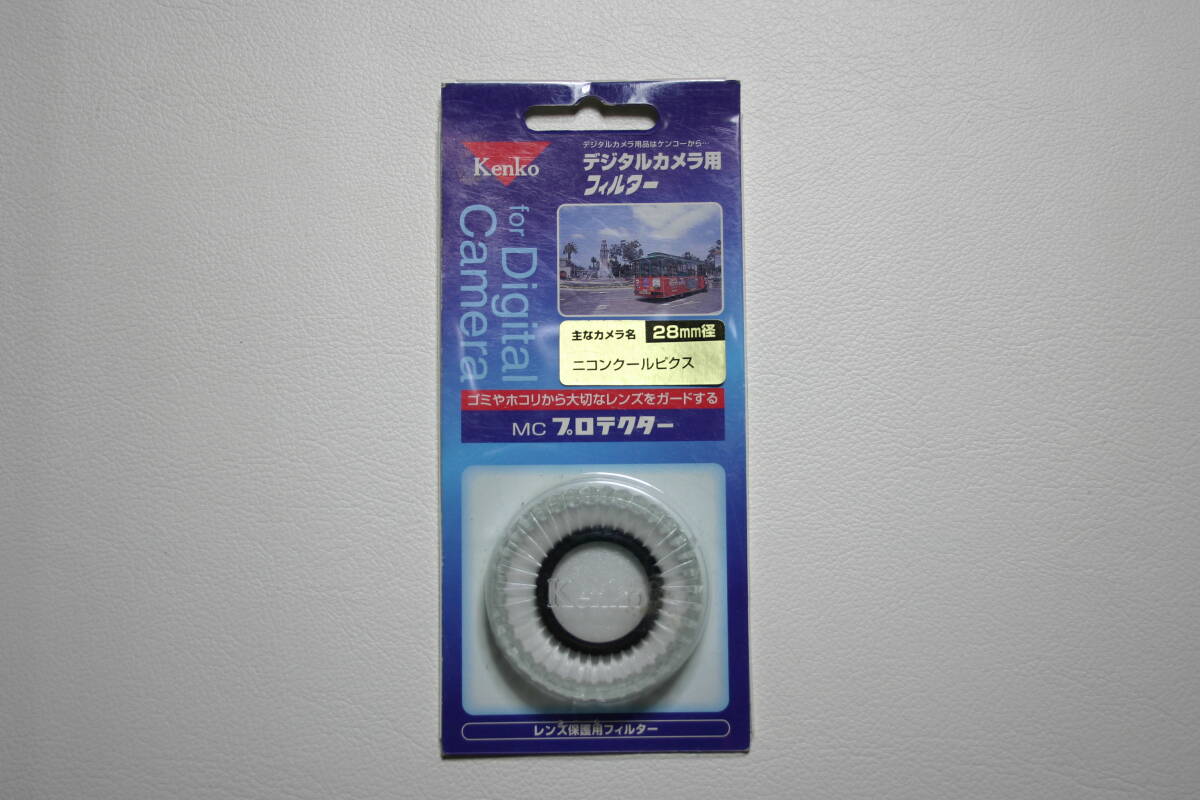 デジタルカメラ用品はケンコーから…
Kenko
デジタルカメラ用
フィルター
for Digital
Camera
主なカメラ名
28mm径
ニコンクールピクス
ゴミやホコリから大切なレンズをガードする
MC プロテクター
Kenko
レンズ保護用フィルター